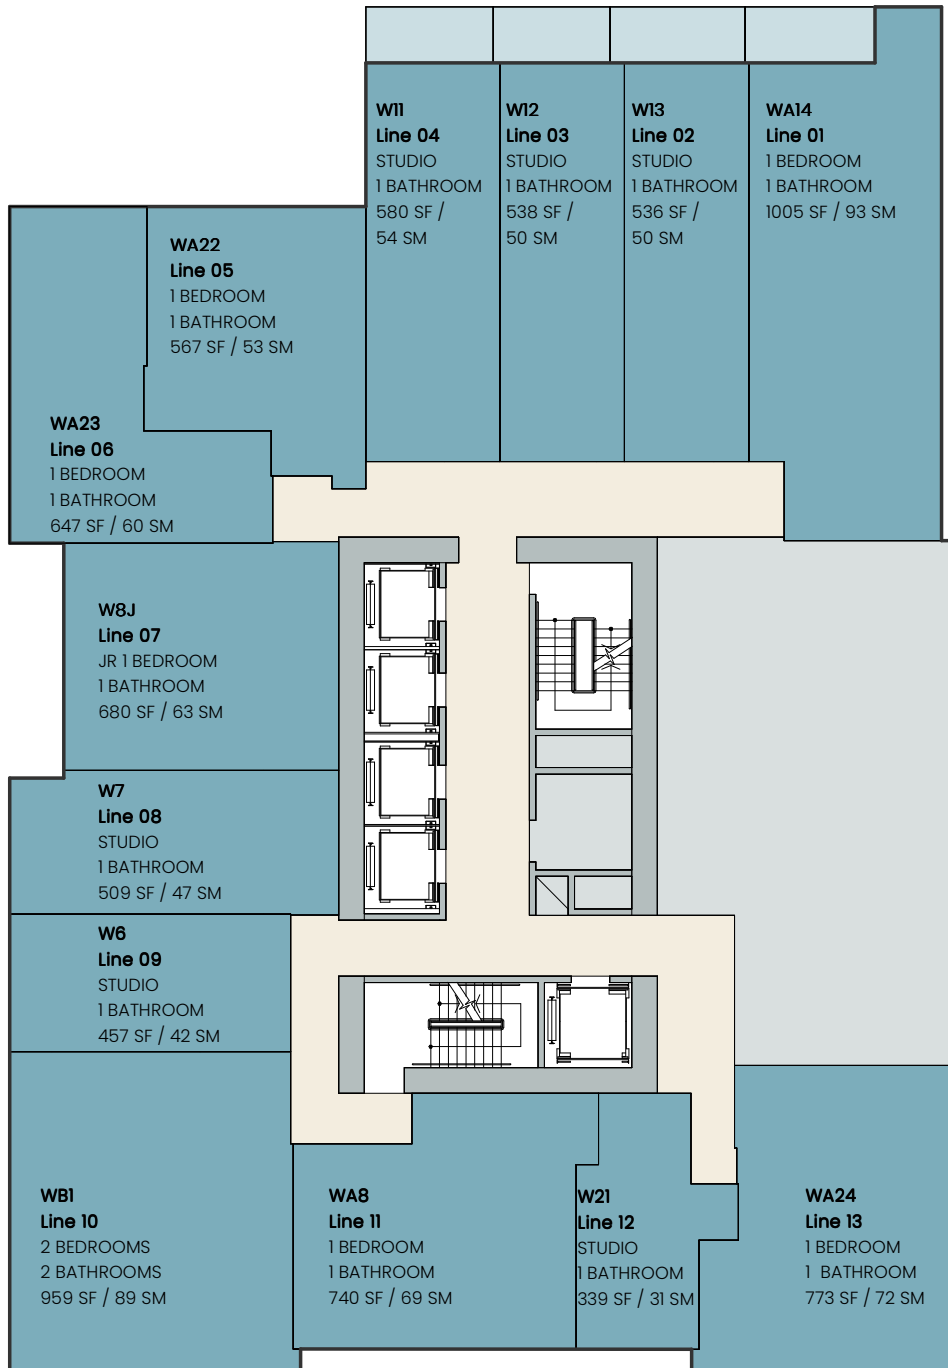 W11
Line 04
STUDIO
1 BATHROOM
580 SF /
54 SM
W12
Line 03
STUDIO
1 BATHROOM
538 SF /
50 SM
W13
Line 02
STUDIO
1 BATHROOM
536 SF /
50 SM
WA14
Line 01
1 BEDROOM
1 BATHROOM
1005 SF / 93 SM
WA22
Line 05
1 BEDROOM
1 BATHROOM
567 SF / 53 SM
WA23
Line 06
1 BEDROOM
1 BATHROOM
647 SF / 60 SM
W8J
Line 07
JR 1 BEDROOM
1 BATHROOM
680 SF / 63 SM
W7
Line 08
STUDIO
1 BATHROOM
509 SF / 47 SM
W6
Line 09
STUDIO
1 BATHROOM
457 SF / 42 SM
WB1
Line 10
2 BEDROOMS
2 BATHROOMS
959 SF / 89 SM
WA8
Line 11
1 BEDROOM
1 BATHROOM
740 SF / 69 SM
W21
Line 12
STUDIO
1 BATHROOM
339 SF / 31 SM
WA24
Line 13
1 BEDROOM
1 BATHROOM
773 SF / 72 SM